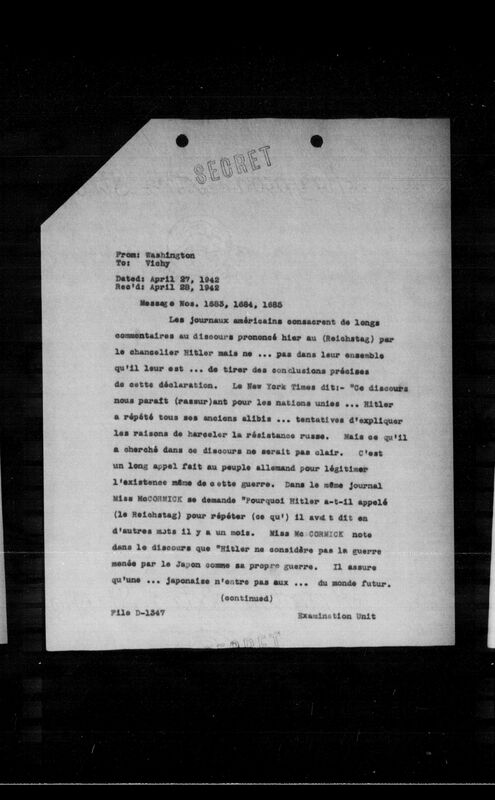 SECRET
From: Washington
To: Vichy
Dated: April 27, 1942
Rec'd: April 28, 1942
Message Nos. 1683, 1684, 1685
Les journaux américains consacrent de longs
commentaires au discours prononcé hier au (Reichstag) par
le chancelier Hitler mais ne ... pas dans leur ensemble
qu'il leur est ... de tirer des conclusions précises
de cette déclaration. Le New York Times dit:- "Ce discours
nous parait (rassur)ant pour les nations unies ... Hitler
a répété tous ses anciens alibis ... tentatives d'expliquer
les raisons de harceler la résistance russe. Mais ce qu'il
a cherché dans ce discours ne serait pas clair. C'est
un long appel fait au peuple allemand pour légitimer
l'existence même de cette guerre. Dans le même journal
Miss McCORMICK se demande "Pourquoi Hitler a-t-il appelé
(le Reichstag) pour répéter (ce qu') il avait dit en
d'autres mots il y a un mois. Miss McCORMICK note
dans le discours que "Hitler ne considère pas la guerre
menée par le Japon comme sa propre guerre. Il assure
qu'une ... japonaise n'entre pas aux ... du monde futur.
(continued)
File D-1347
Examination Unit
SECRET